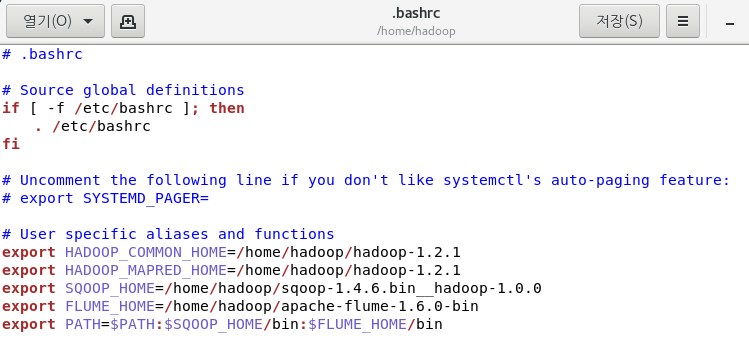 열기(O)
.bashrc
/home/hadoop
저장(S)
# .bashrc
# Source global definitions
if [ -f /etc/bashrc ]; then
. /etc/bashrc
fi
# Uncomment the following line if you don't like systemctl's auto-paging feature:
# export SYSTEMD_PAGER=
# User specific aliases and functions
export HADOOP_COMMON_HOME=/home/hadoop/hadoop-1.2.1
export HADOOP_MAPRED_HOME=/home/hadoop/hadoop-1.2.1
export SQOOP_HOME=/home/hadoop/sqoop-1.4.6.bin__hadoop-1.0.0
export FLUME_HOME=/home/hadoop/apache-flume-1.6.0-bin
export PATH=$PATH:$SQOOP_HOME/bin:$FLUME_HOME/bin